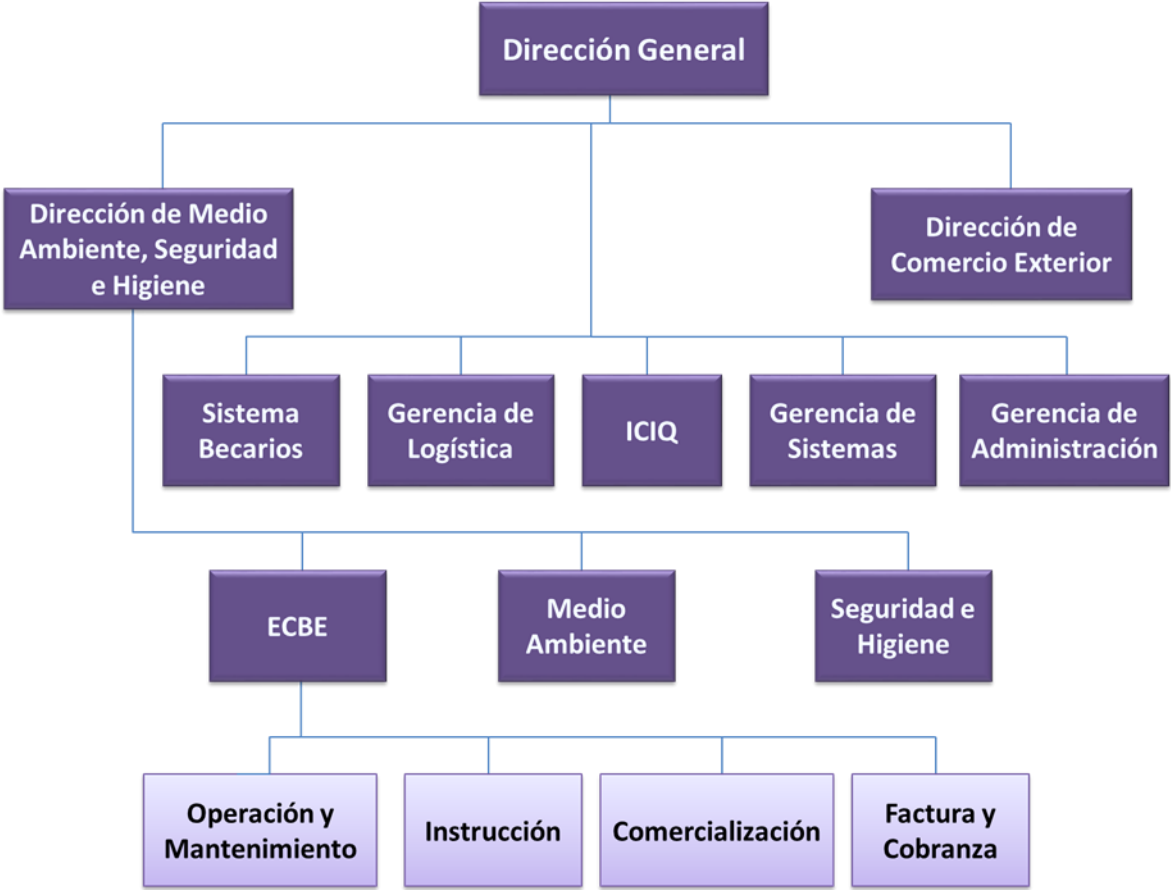 Dirección General
Dirección de Medio
Ambiente, Seguridad
e Higiene
Dirección de
Comercio Exterior
Sistema
Becarios
Gerencia de
Logística
ICIQ
Gerencia de
Sistemas
Gerencia de
Administración
ECBE
Medio
Ambiente
Seguridad e
Higiene
Operación y
Mantenimiento
Instrucción
Comercialización
Factura y
Cobranza